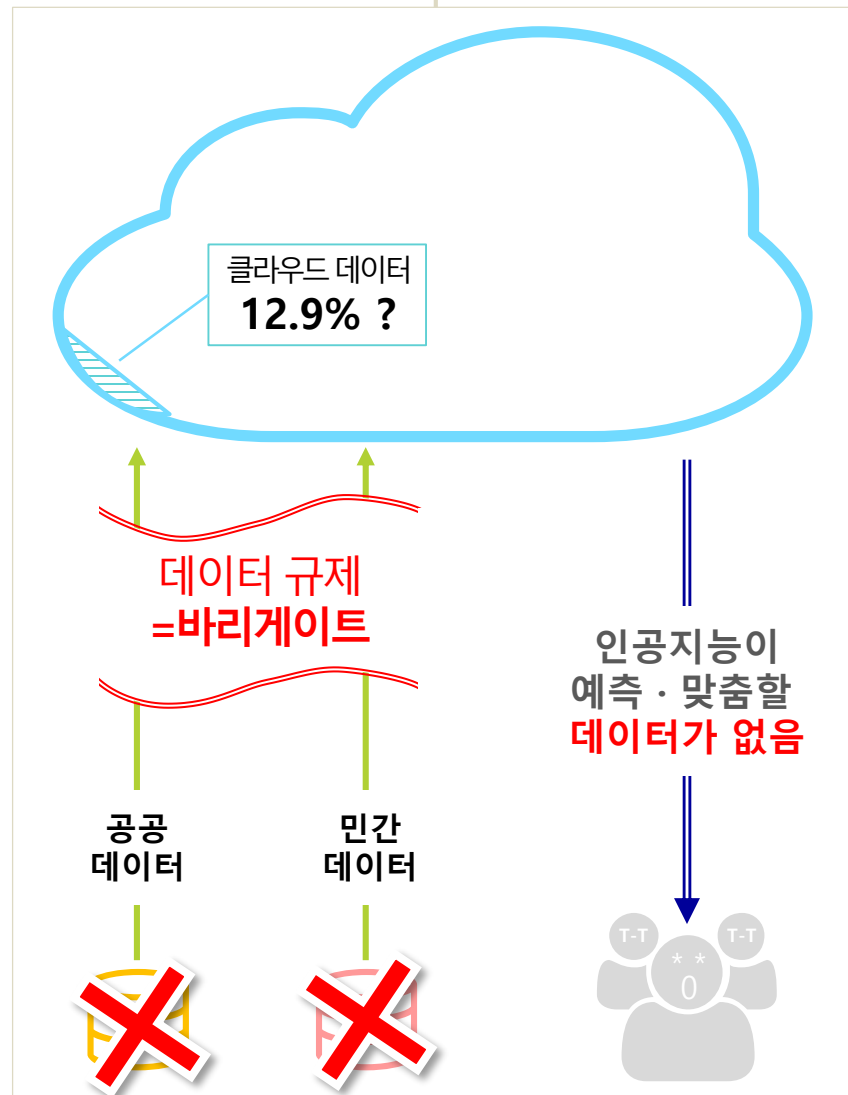 클라우드 데이터
12.9% ?
데이터 규제
=바리게이트
인공지능이
예측 · 맞춤할
데이터가 없음
공공
데이터
민간
데이터
T-T
T-T
* *
0